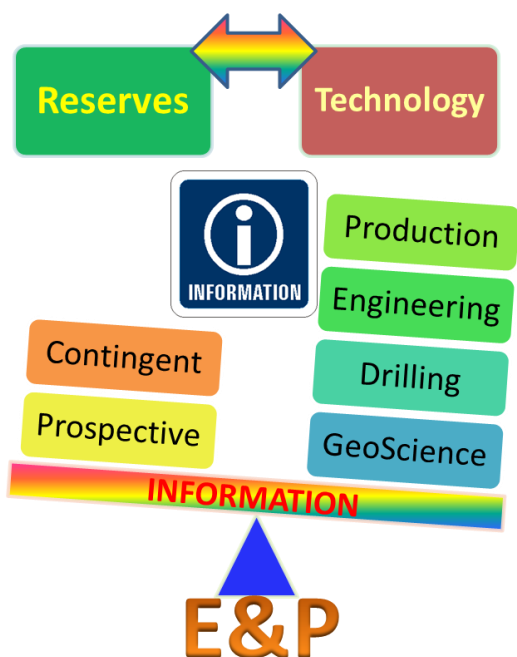 Reserves
Technology
INFORMATION
Production
Engineering
Contingent
Drilling
Prospective
GeoScience
INFORMATION
E&P